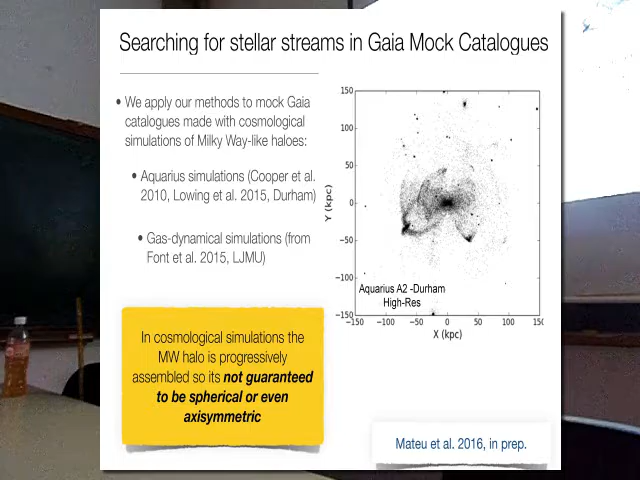 Searching for stellar streams in Gaia Mock Catalogues
• We apply our methods to mock Gaia
catalogues made with cosmological
simulations of Milky Way-like haloes:
• Aquarius simulations (Cooper et al.
2010, Lowing et al. 2015, Durham)
• Gas-dynamical simulations (from
Font et al. 2015, LJMU)
In cosmological simulations the
MW halo is progressively
assembled so its not guaranteed
to be spherical or even
axisymmetric
150
100
50
0
−50
−100
−150
Y (kpc)
Aquarius A2 -Durham
High-Res
−150 −100 −50 0 50 100 150
X (kpc)
Mateu et al. 2016, in prep.